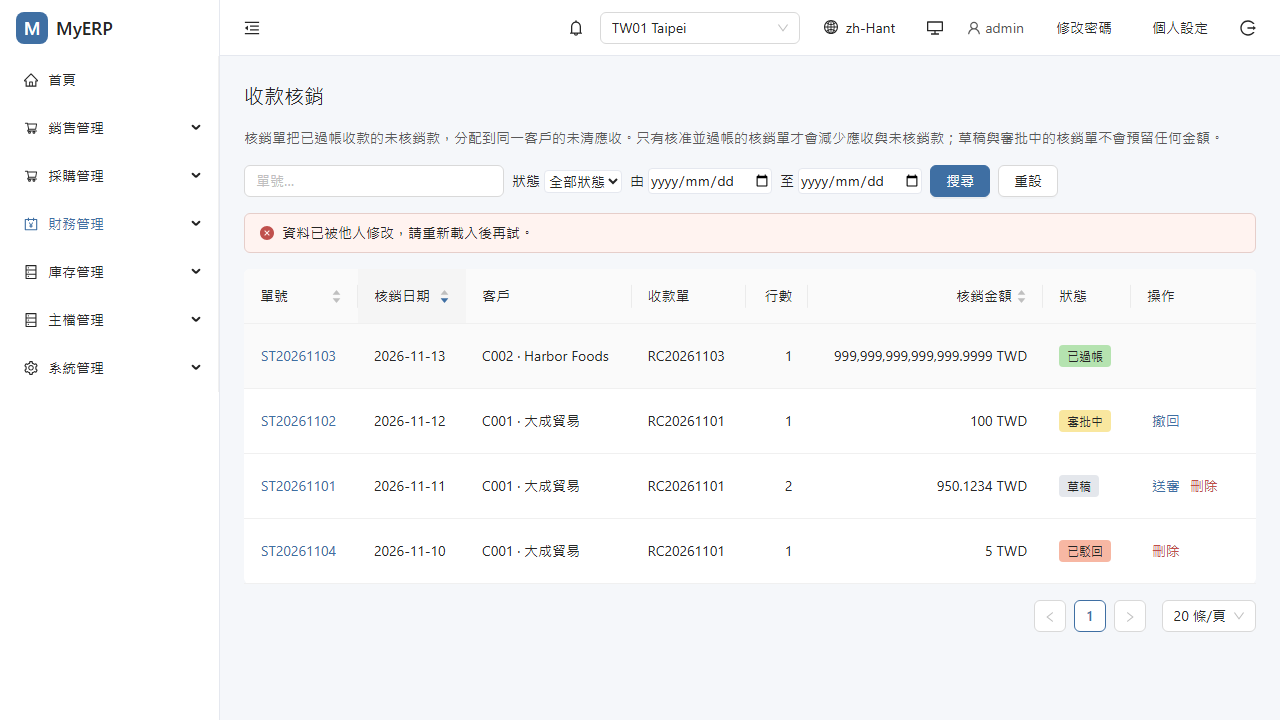 M MyERP
TW01 Taipei
zh-Hant
admin
修改密碼
個人設定
首頁
銷售管理
採購管理
財務管理
庫存管理
主檔管理
系統管理
收款核銷
核銷單把已過帳收款的未核銷款，分配到同一客戶的未清應收。只有核准並過帳的核銷單才會減少應收與未核銷款；草稿與審批中的核銷單不會預留任何金額。
單號... 狀態 全部狀態 由 yyyy/mm/dd 至 yyyy/mm/dd 搜尋 重設
資料已被他人修改，請重新載入後再試。
單號 核銷日期 客戶 收款單 行數 核銷金額 狀態 操作
ST20261103 2026-11-13 C002 · Harbor Foods RC20261103 1 999,999,999,999,999.9999 TWD 已過帳
ST20261102 2026-11-12 C001 · 大成貿易 RC20261101 1 100 TWD 審批中 撤回
ST20261101 2026-11-11 C001 · 大成貿易 RC20261101 2 950.1234 TWD 草稿 送審 刪除
ST20261104 2026-11-10 C001 · 大成貿易 RC20261101 1 5 TWD 已駁回 刪除
1 20 條/頁